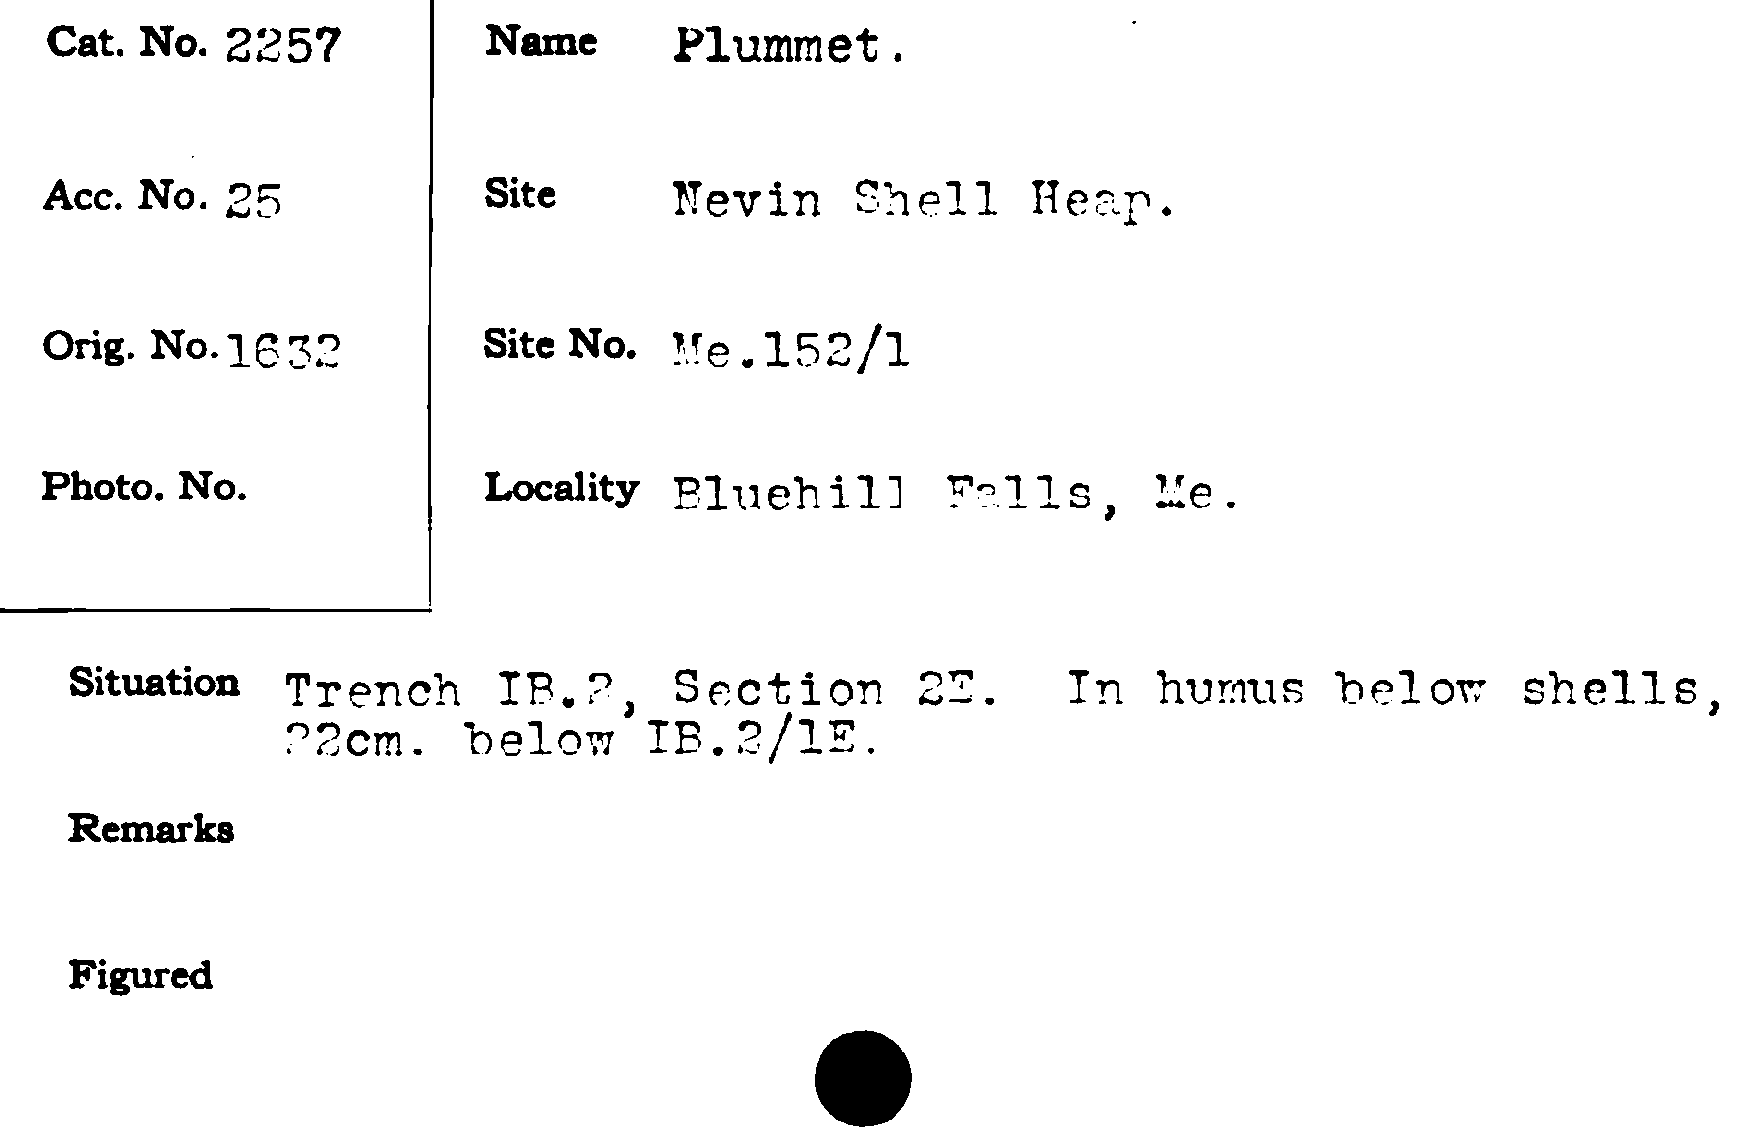 Cat. No. 2257
Name Plummet.
Acc. No. 25
Site Nevin Shell Heap.
Orig. No. 1632
Site No. Me.152/1
Photo. No.
Locality Bluehill Falls, Me.
Situation Trench IB.2, Section 2E. In humus below shells,
22cm. below IB.2/1E.
Remarks
Figured